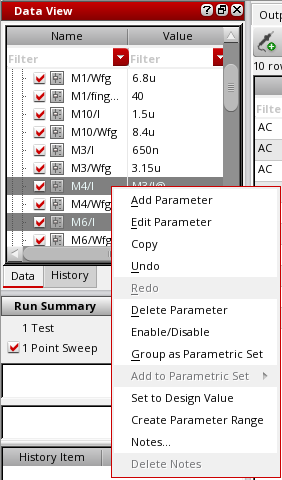 Data View
Outp
Name Value
Filter Filter
M1/Wfg 6.8u
M1/fing... 40
M10/l 1.5u
M10/Wfg 8.4u
M3/l 650n
M3/Wfg 3.15u
M4/l M3/l@
M4/Wfg
M6/l
M6/Wfg
10 row
Filte
AC
AC
AC
Add Parameter
Edit Parameter
Copy
Undo
Redo
Delete Parameter
Enable/Disable
Group as Parametric Set
Add to Parametric Set
Set to Design Value
Create Parameter Range
Notes...
Delete Notes
Data History
Run Summary
1 Test
1 Point Sweep
History Item